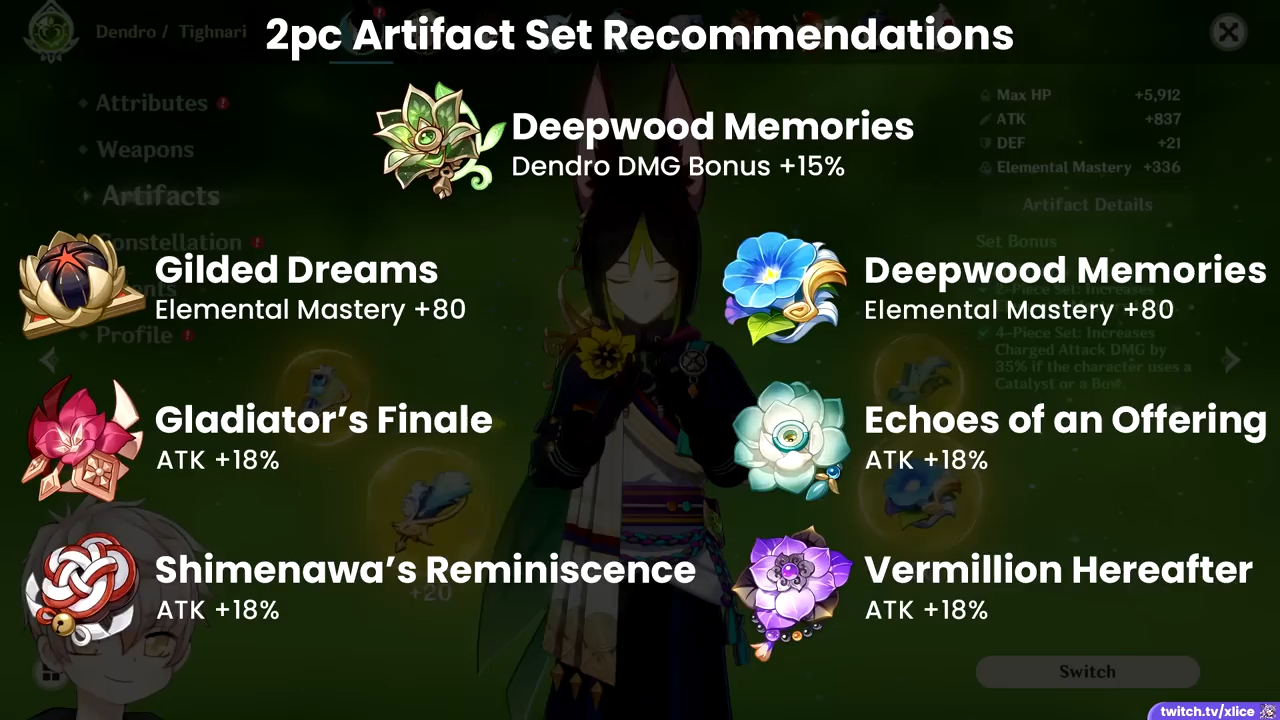 Dendro / Tighnari
2pc Artifact Set Recommendations
Attributes
Weapons
Artifacts
Constellation
Profile
Max HP +5,912
ATK +837
DEF +21
Elemental Mastery +336
Artifact Details
Set Bonus
4-Piece Set: Increases
Charged Attack DMG by
35% if the character uses a
Catalyst or a Bow.
Deepwood Memories
Dendro DMG Bonus +15%
Gilded Dreams
Elemental Mastery +80
Deepwood Memories
Elemental Mastery +80
Gladiator’s Finale
ATK +18%
Echoes of an Offering
ATK +18%
Shimenawa’s Reminiscence
ATK +18%
Vermillion Hereafter
ATK +18%
+20
Switch
twitch.tv/xlice